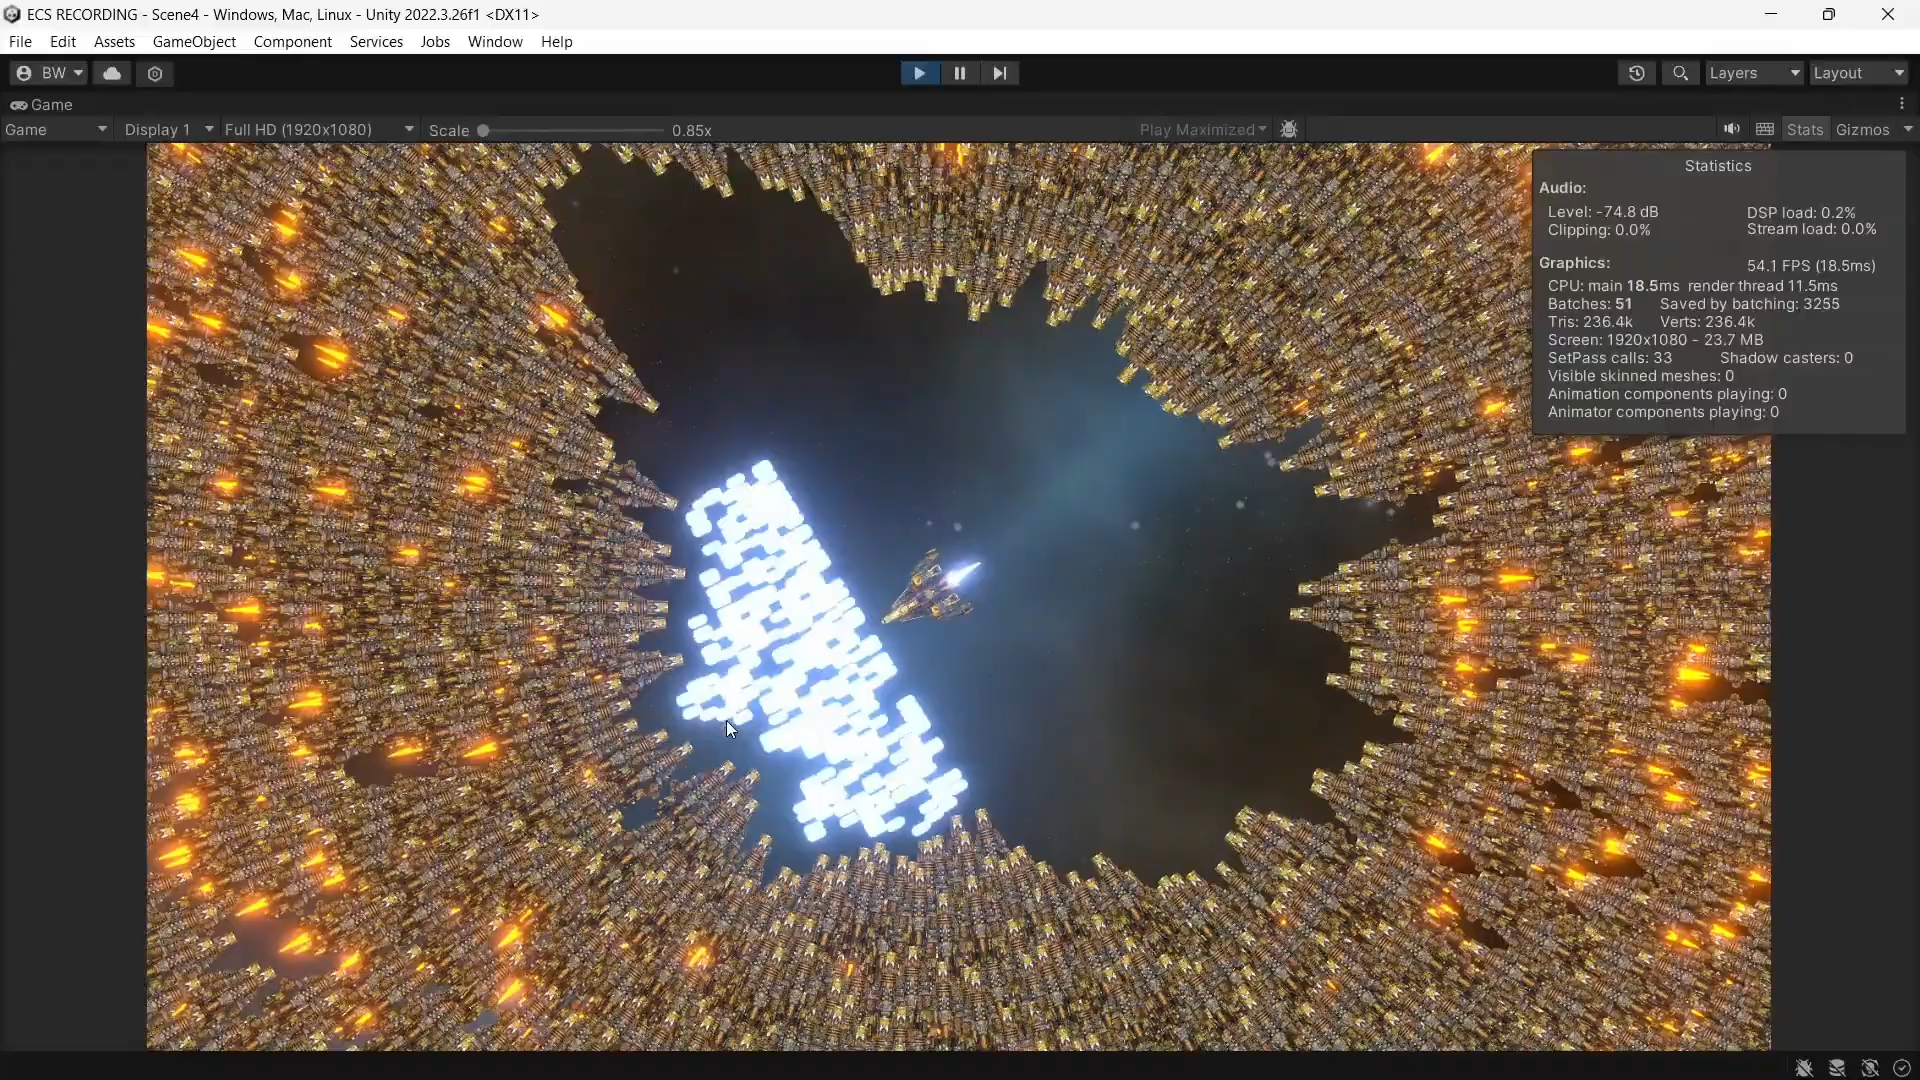 ECS RECORDING - Scene4 - Windows, Mac, Linux - Unity 2022.3.26f1 <DX11>
File Edit Assets GameObject Component Services Jobs Window Help
BW Layers Layout
Game
Game Display 1 Full HD (1920x1080) Scale 0.85x Play Maximized Stats Gizmos
Statistics
Audio:
Level: -74.8 dB DSP load: 0.2%
Clipping: 0.0% Stream load: 0.0%
Graphics: 54.1 FPS (18.5ms)
CPU: main 18.5ms render thread 11.5ms
Batches: 51 Saved by batching: 3255
Tris: 236.4k Verts: 236.4k
Screen: 1920x1080 - 23.7 MB
SetPass calls: 33 Shadow casters: 0
Visible skinned meshes: 0
Animation components playing: 0
Animator components playing: 0